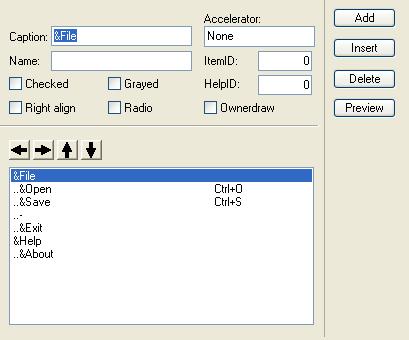 Accelerator:
Add
Caption: &File
None
Insert
Name:
ItemID: 0
Checked
Grayed
HelpID: 0
Delete
Right align
Radio
Ownerdraw
Preview
&File
..&Open Ctrl+O
..&Save Ctrl+S
..-
..&Exit
&Help
..&About